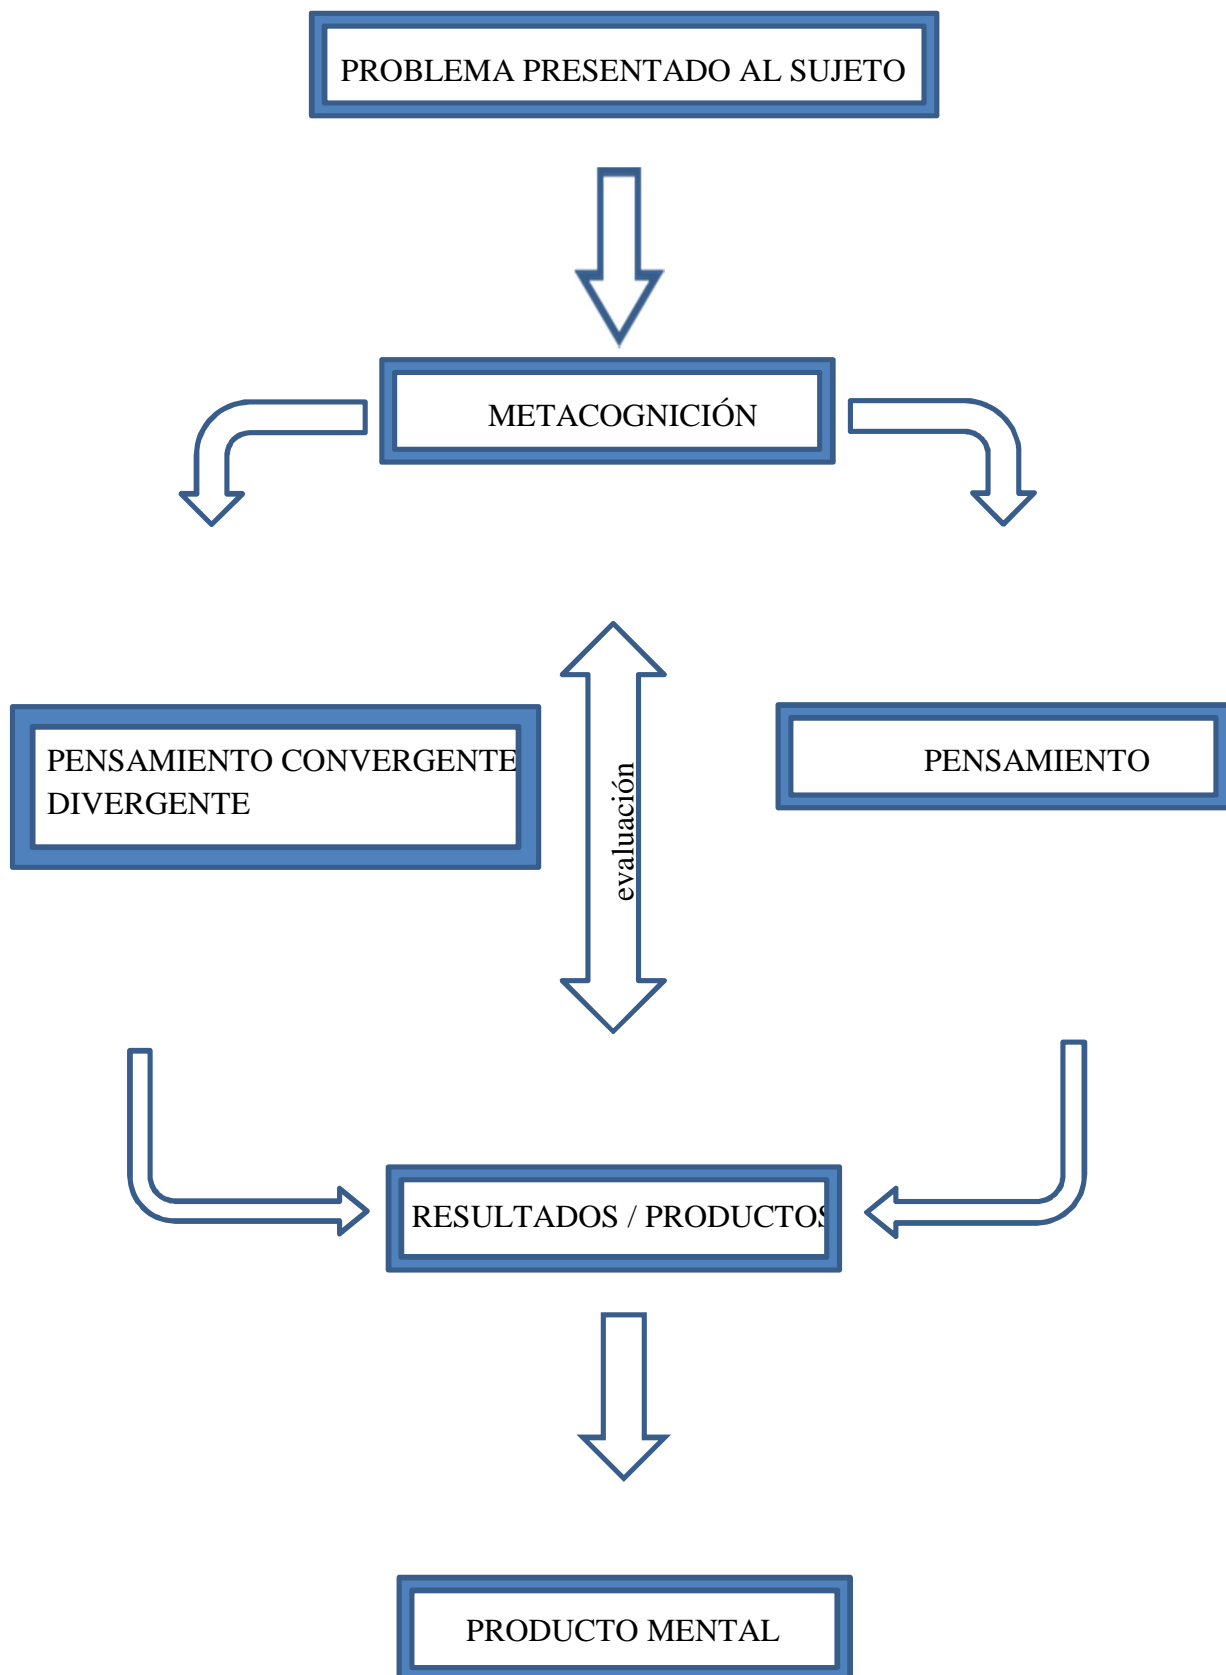 PROBLEMA PRESENTADO AL SUJETO
METACOGNICIÓN
PENSAMIENTO CONVERGENTE
DIVERGENTE
evaluación
PENSAMIENTO
RESULTADOS / PRODUCTOS
PRODUCTO MENTAL